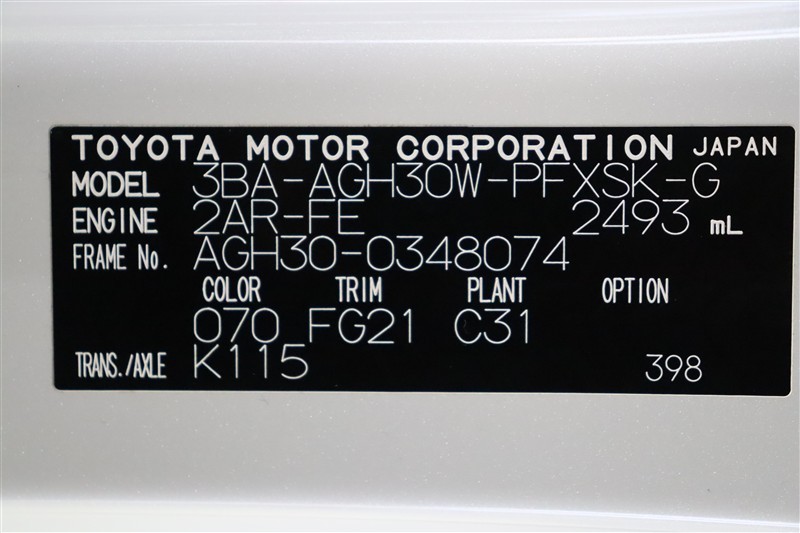 TOYOTA MOTOR CORPORATION JAPAN
MODEL 3BA-AGH30W-PFXSK-G
ENGINE 2AR-FE 2493 mL
FRAME No. AGH30-0348074
COLOR TRIM PLANT OPTION
070 FG21 C31
TRANS./AXLE K115 398